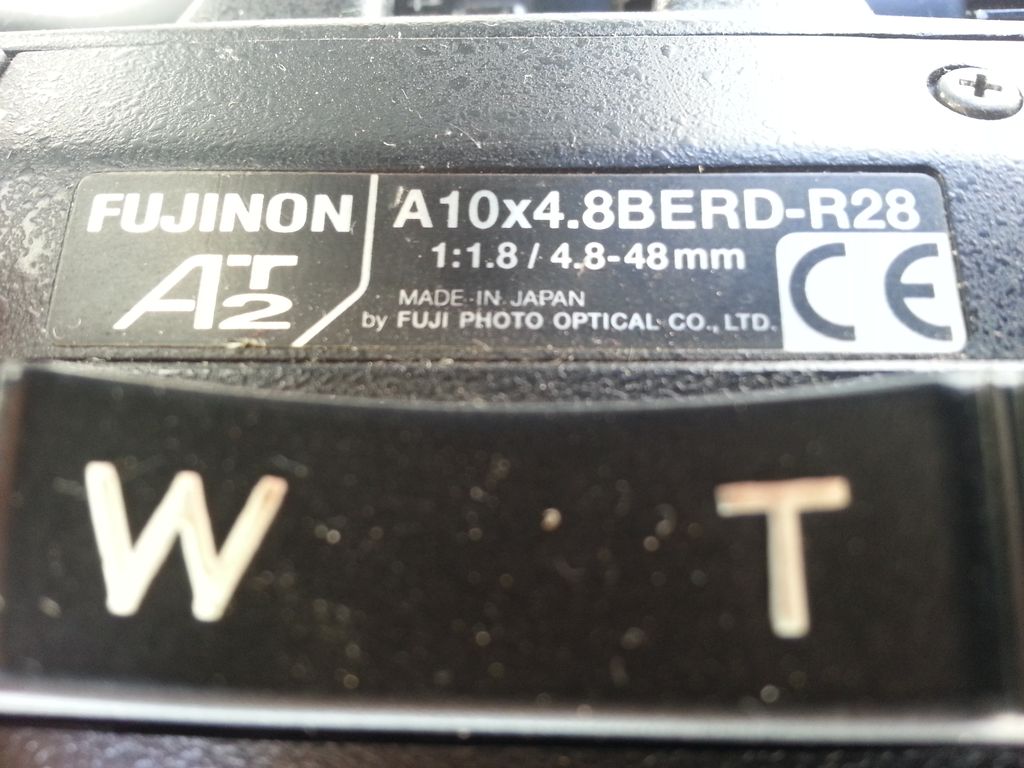 FUJINON
AT2
A10x4.8BERD-R28
1:1.8 / 4.8-48mm
MADE IN JAPAN
by FUJI PHOTO OPTICAL CO., LTD.
CE
W T